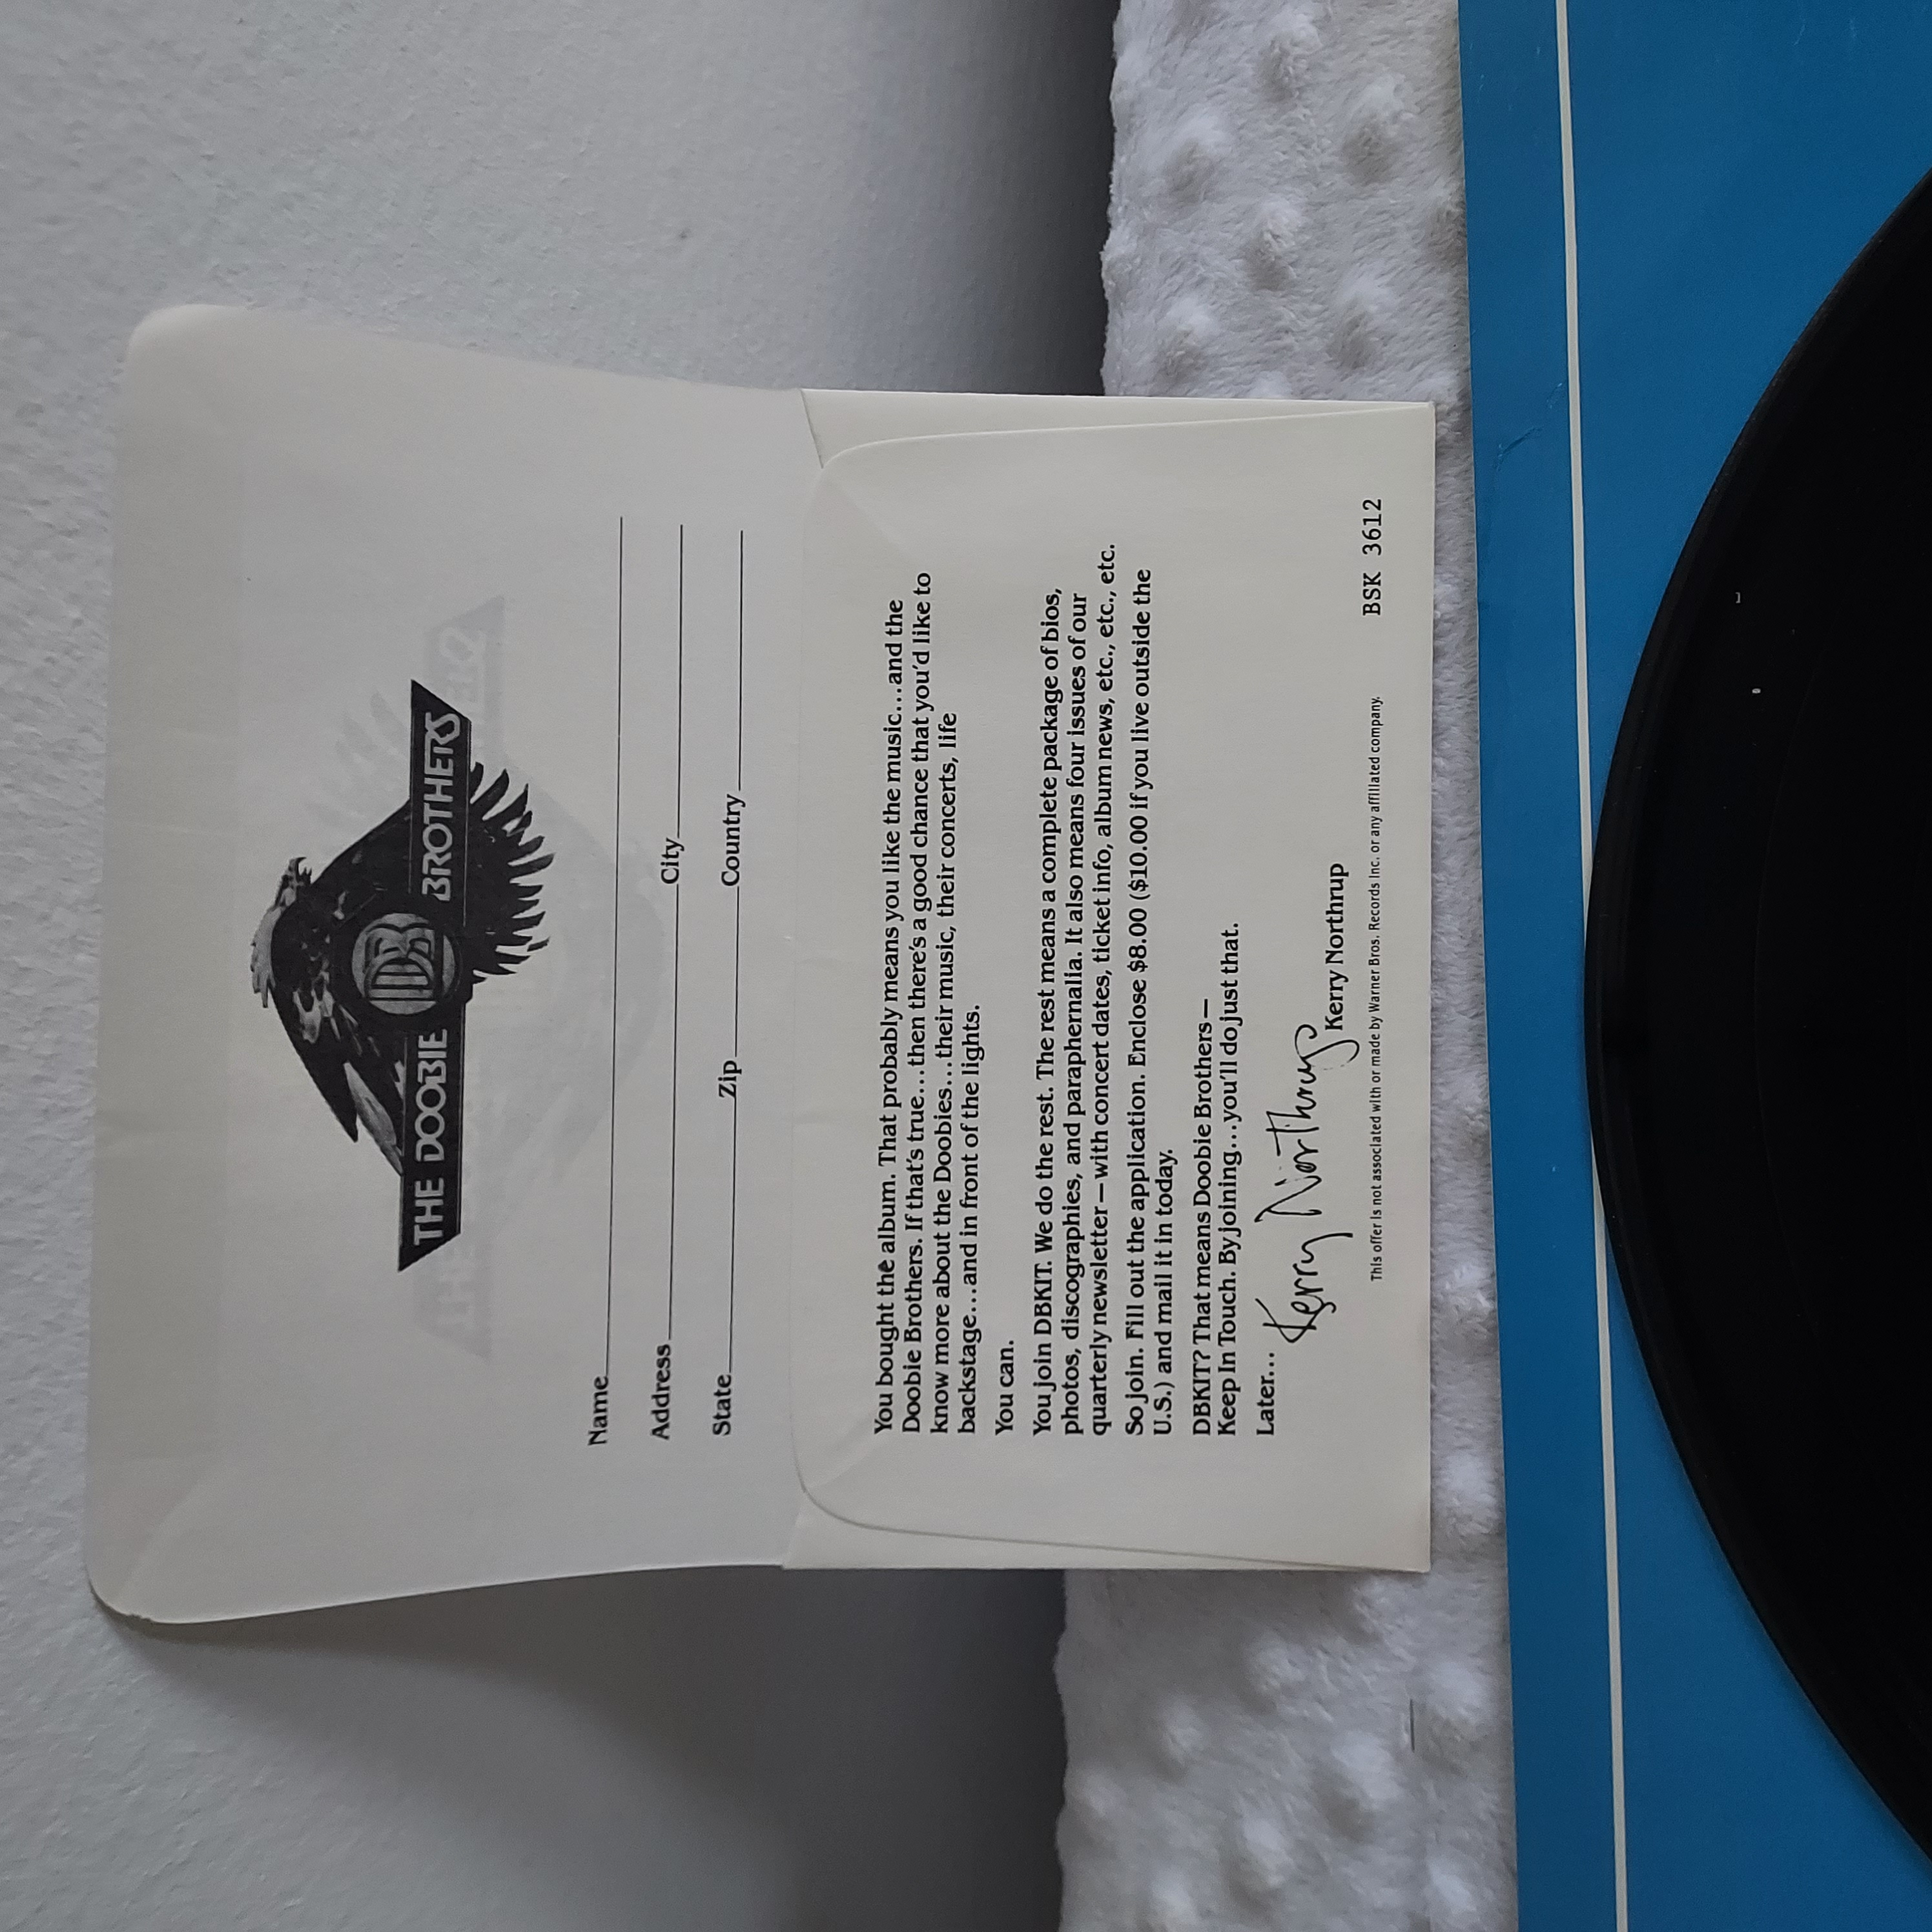 THE DOOBIE BROTHERS
DB
Name
Address City
State Zip Country
You bought the album. That probably means you like the music...and the
Doobie Brothers. If that's true...then there's a good chance that you'd like to
know more about the Doobies...their music, their concerts, life
backstage...and in front of the lights.
You can.
You join DBKIT. We do the rest. The rest means a complete package of bios,
photos, discographies, and paraphernalia. It also means four issues of our
quarterly newsletter—with concert dates, ticket info, album news, etc., etc., etc.
So join. Fill out the application. Enclose $8.00 ($10.00 if you live outside the
U.S.) and mail it in today.
DBKIT? That means Doobie Brothers—
Keep In Touch. By joining...you'll do just that.
Later...
Kerry Northrup
Kerry Northrup
This offer is not associated with or made by Warner Bros. Records Inc. or any affiliated company. BSK 3612